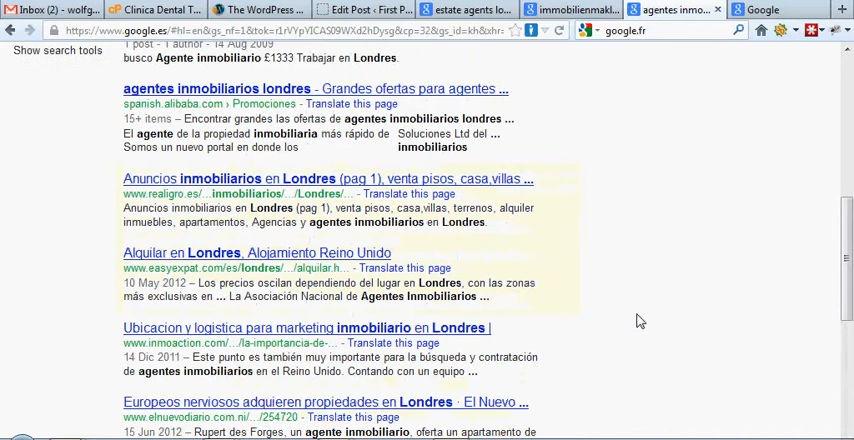 Inbox (2) - wolfg...
Clinica Dental T...
The WordPress ...
Edit Post ‹ First P...
estate agents lo...
immobilienmakl...
agentes inmo...
Google
https://www.google.es/#hl=en&gs_nf=1&tok=r1rVYpYICAS09WXd2hDysg&cp=32&gs_id=kh&xhr=
google.fr
Show search tools
1 post - 1 author - 14 Aug 2009
busco Agente inmobiliario £1333 Trabajar en Londres.
agentes inmobiliarios londres - Grandes ofertas para agentes ...
spanish.alibaba.com › Promociones - Translate this page
15+ items – Encontrar grandes las ofertas de agentes inmobiliarios londres ...
El agente de la propiedad inmobiliaria más rápido de Soluciones Ltd del ...
Somos un nuevo portal en donde los inmobiliarios
Anuncios inmobiliarios en Londres (pag 1), venta pisos, casa,villas ...
www.realigro.es/...inmobiliarios/.../Londres/... - Translate this page
Anuncios inmobiliarios en Londres (pag 1), venta pisos, casa,villas, terrenos, alquiler
inmuebles, apartamentos, Agencias y agentes inmobiliarios en Londres.
Alquilar en Londres, Alojamiento Reino Unido
www.easyexpat.com/es/londres/.../alquilar.h... - Translate this page
10 May 2012 – Los precios oscilan dependiendo del lugar en Londres, con las zonas
más exclusivas en ... La Asociación Nacional de Agentes Inmobiliarios ...
Ubicacion y logistica para marketing inmobiliario en Londres |
www.inmoaction.com/.../la-importancia-de-... - Translate this page
14 Dic 2011 – Este punto es también muy importante para la búsqueda y contratación
de agentes inmobiliarios en el Reino Unido. Contando con un equipo ...
Europeos nerviosos adquieren propiedades en Londres · El Nuevo ...
www.elnuevodiario.com.ni/.../254720 - Translate this page
15 Jun 2012 – Rupert des Forges, un agente inmobiliario, oferta un apartamento de